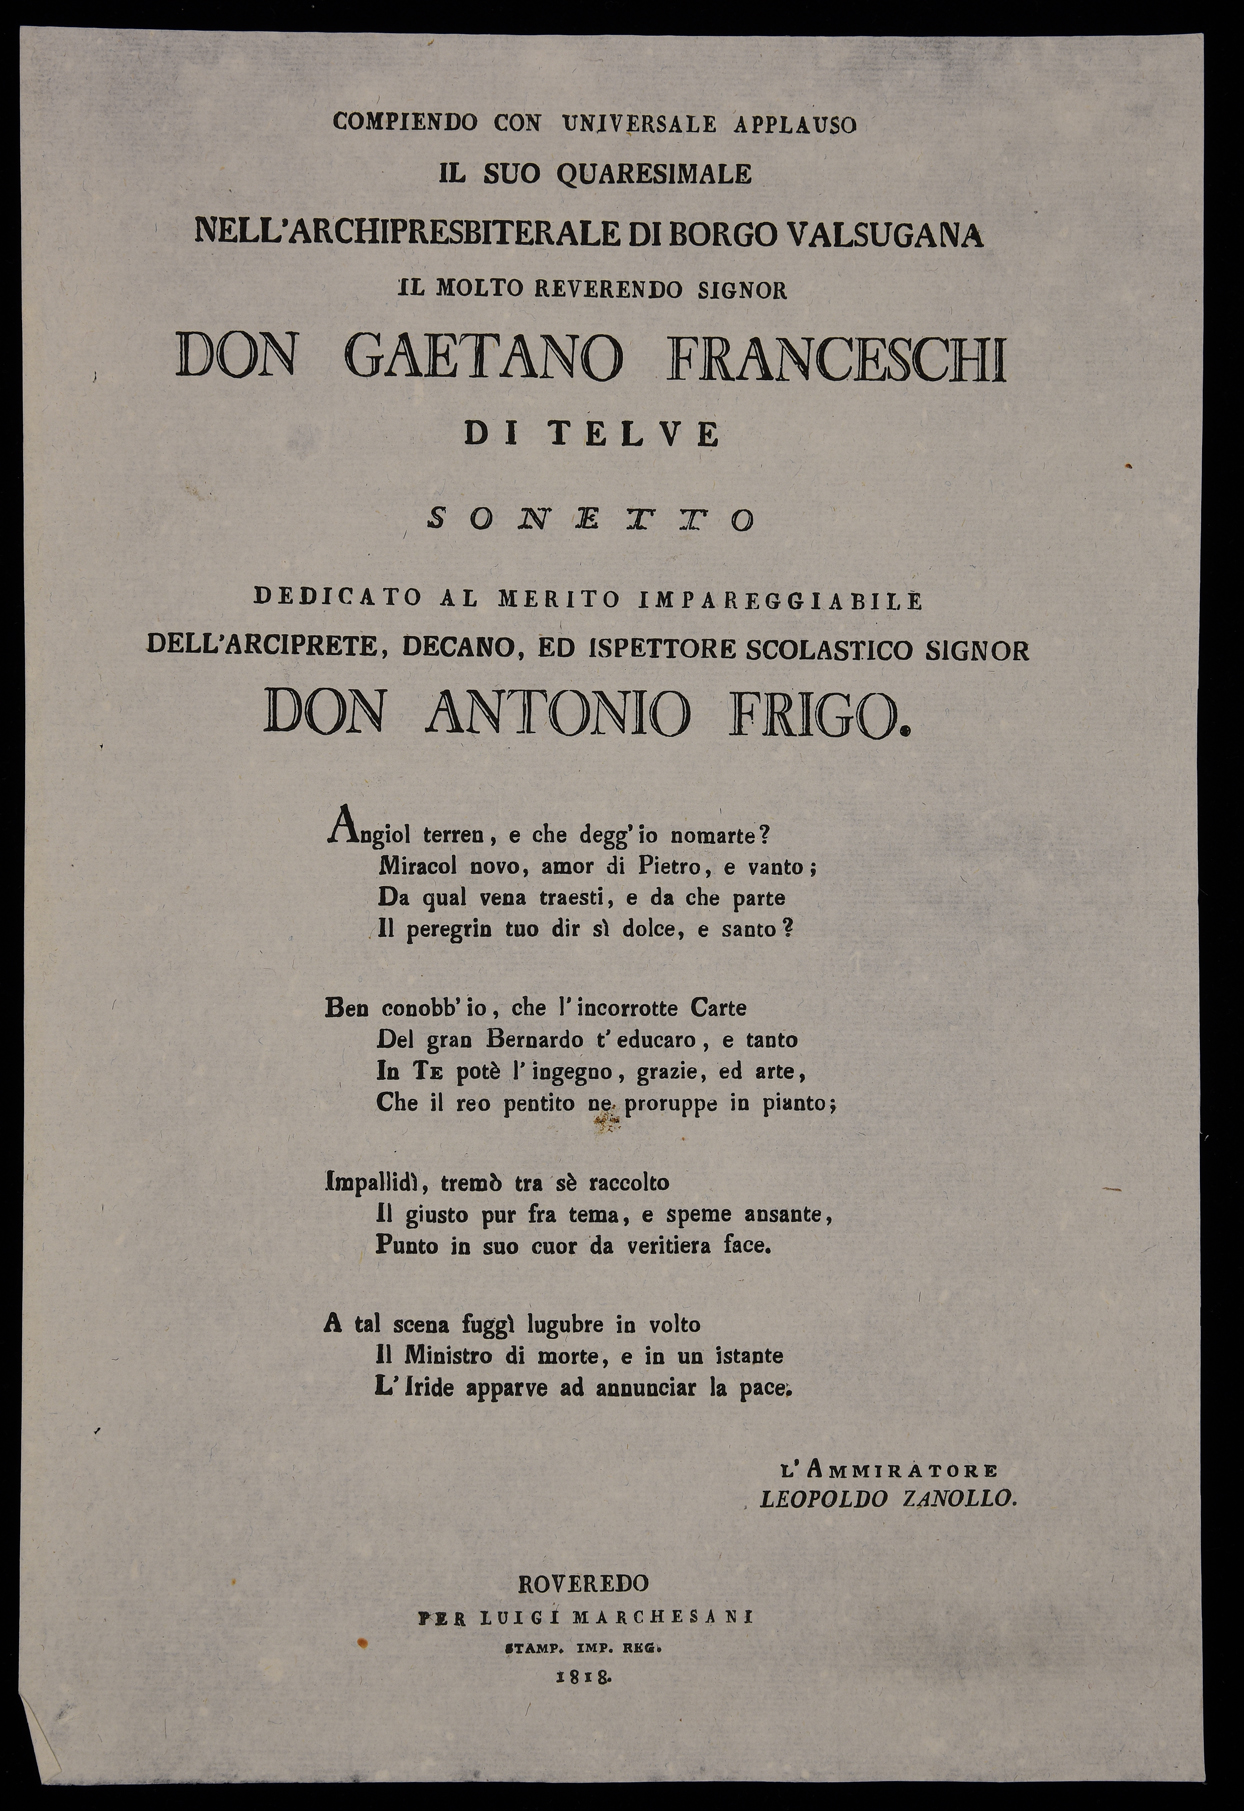 COMPIENDO CON UNIVERSALE APPLAUSO
IL SUO QUARESIMALE
NELL'ARCHIPRESBITERALE DI BORGO VALSUGANA
IL MOLTO REVERENDO SIGNOR
DON GAETANO FRANCESCHI
DI TELVE
SONETTO
DEDICATO AL MERITO IMPAREGGIABILE
DELL'ARCIPRETE, DECANO, ED ISPETTORE SCOLASTICO SIGNOR
DON ANTONIO FRIGO.
Angiol terren, e che degg' io nomarte?
Miracol novo, amor di Pietro, e vanto;
Da qual vena traesti, e da che parte
Il peregrin tuo dir sì dolce, e santo?
Ben conobb' io, che l' incorrotte Carte
Del gran Bernardo t' educaro, e tanto
In TE potè l' ingegno, grazie, ed arte,
Che il reo pentito ne proruppe in pianto;
Impallidì, tremò tra sè raccolto
Il giusto pur fra tema, e speme ansante,
Punto in suo cuor da veritiera face.
A tal scena fuggì lugubre in volto
Il Ministro di morte, e in un istante
L' Iride apparve ad annunciar la pace.
L' AMMIRATORE
LEOPOLDO ZANOLLO.
ROVEREDO
PER LUIGI MARCHESANI
STAMP. IMP. REG.
1818.